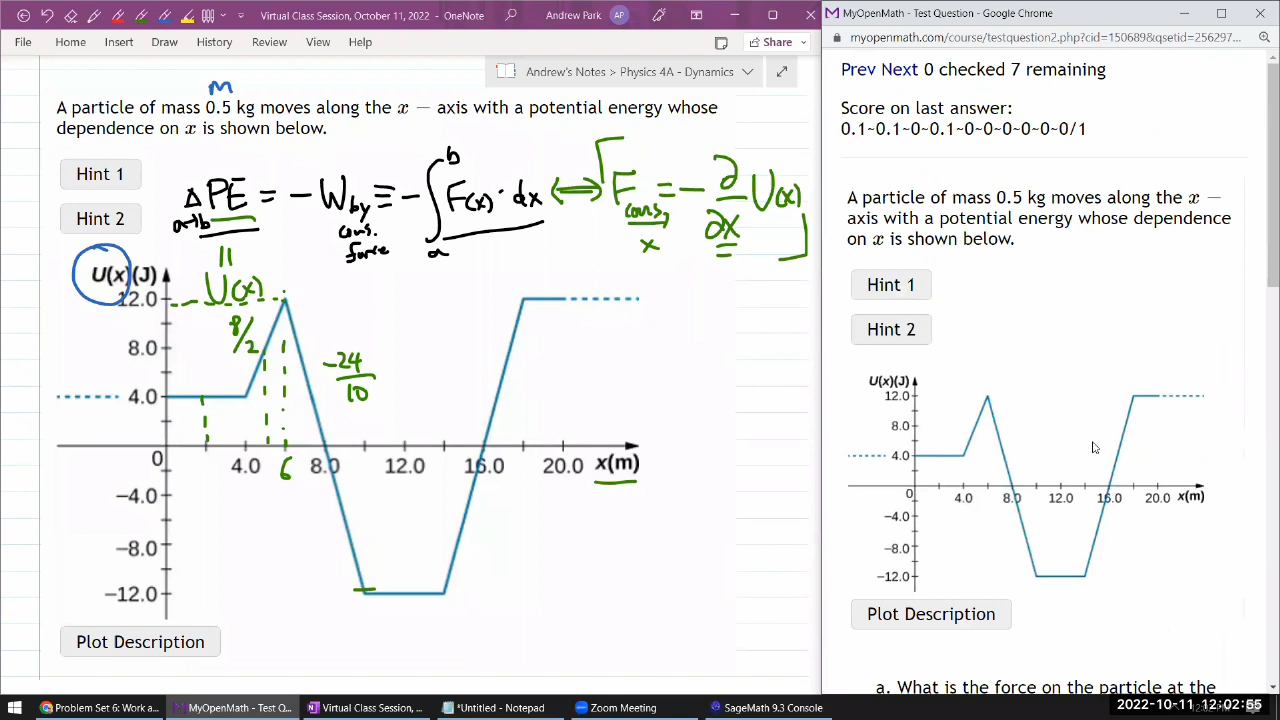 Virtual Class Session, October 11, 2022 - OneNote
Andrew Park
AP
File Home Insert Draw History Review View Help
Share
Andrew's Notes > Physics 4A - Dynamics
m
A particle of mass 0.5 kg moves along the x − axis with a potential energy whose
dependence on x is shown below.
Hint 1
Hint 2
Δ PE = − W by ≡ − ∫ F(x) · dx ⟺ F = − ∂/∂x U(x)
a→b
cons.
force
a
b
cons,
x
U(x)(J)
U(x)
12.0
8/2
8.0
−24/10
4.0
0 4.0 6 8.0 12.0 16.0 20.0 x(m)
−4.0
−8.0
−12.0
Plot Description
MyOpenMath - Test Question - Google Chrome
myopenmath.com/course/testquestion2.php?cid=150689&qsetid=256297...
Prev Next 0 checked 7 remaining
Score on last answer:
0.1~0.1~0~0.1~0~0~0~0~0~0/1
A particle of mass 0.5 kg moves along the x −
axis with a potential energy whose dependence
on x is shown below.
Hint 1
Hint 2
U(x)(J)
12.0
8.0
4.0
0 4.0 8.0 12.0 16.0 20.0 x(m)
−4.0
−8.0
−12.0
Plot Description
a. What is the force on the particle at the
Problem Set 6: Work a...
MyOpenMath - Test Q...
Virtual Class Session, ...
*Untitled - Notepad
Zoom Meeting
SageMath 9.3 Console
2022-10-11 12:02:55